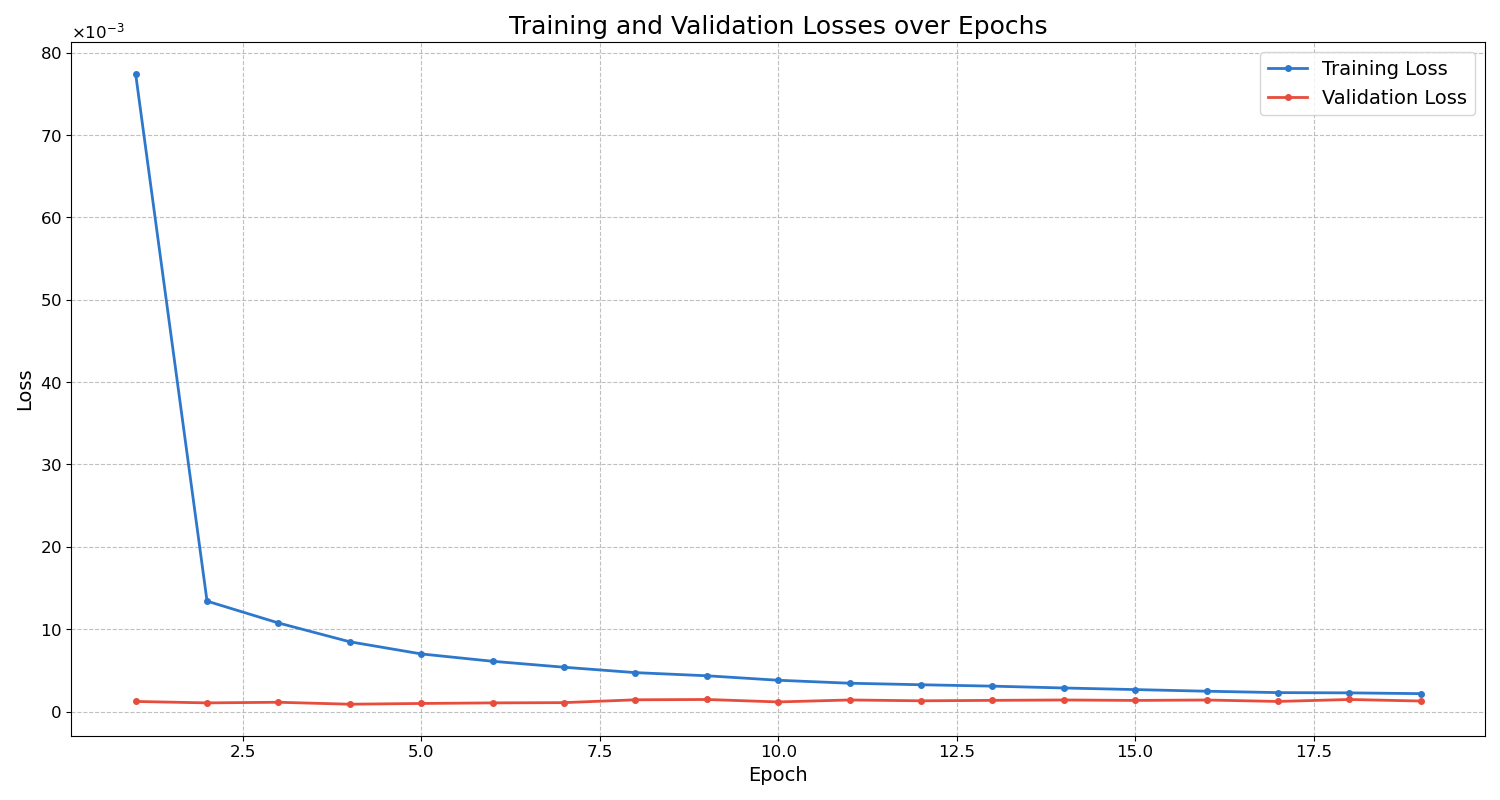 Training and Validation Losses over Epochs
×10⁻³
80
70
60
50
40
30
20
10
0
Loss
Training Loss
Validation Loss
2.5 5.0 7.5 10.0 12.5 15.0 17.5
Epoch